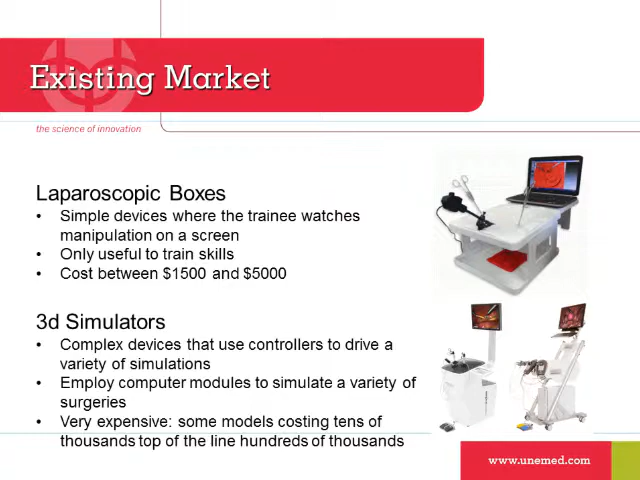 Existing Market
the science of innovation
Laparoscopic Boxes
• Simple devices where the trainee watches
manipulation on a screen
• Only useful to train skills
• Cost between $1500 and $5000
3d Simulators
• Complex devices that use controllers to drive a
variety of simulations
• Employ computer modules to simulate a variety of
surgeries
• Very expensive: some models costing tens of
thousands top of the line hundreds of thousands
www.unemed.com